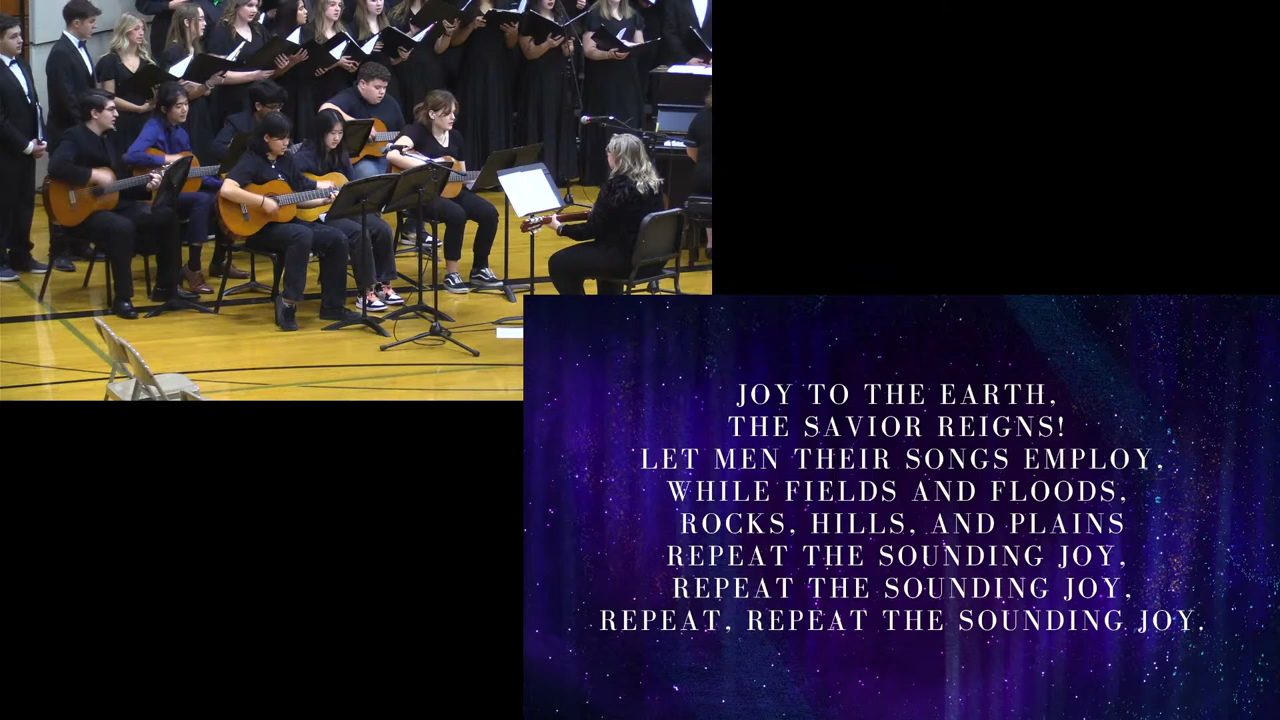 JOY TO THE EARTH,
THE SAVIOR REIGNS!
LET MEN THEIR SONGS EMPLOY,
WHILE FIELDS AND FLOODS,
ROCKS, HILLS, AND PLAINS
REPEAT THE SOUNDING JOY,
REPEAT THE SOUNDING JOY,
REPEAT, REPEAT THE SOUNDING JOY.